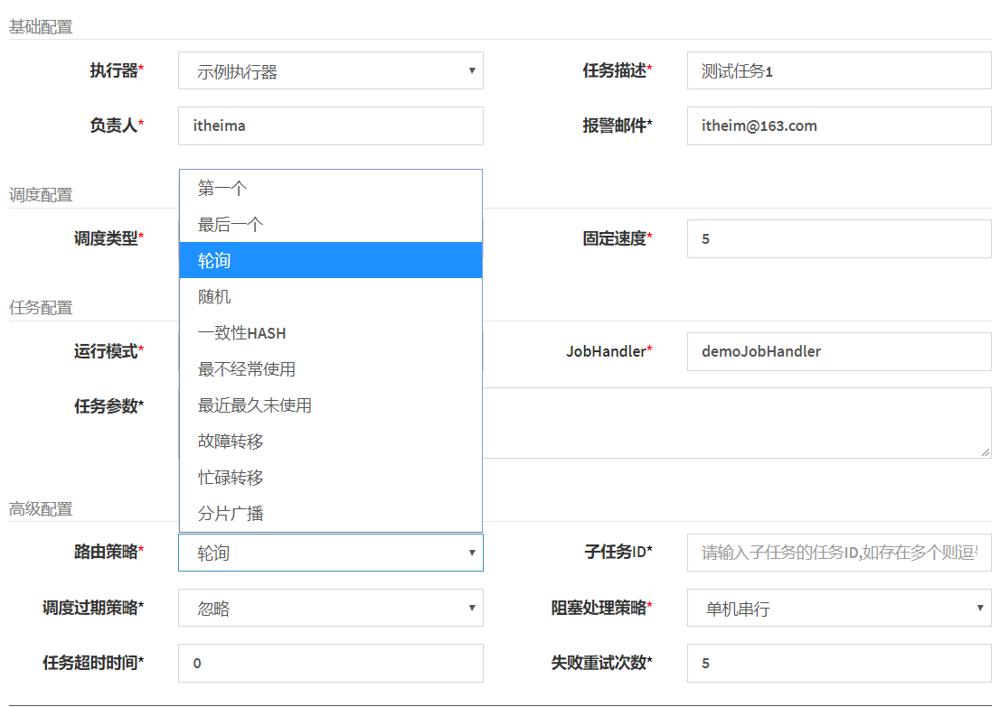 基础配置
执行器* 示例执行器 任务描述* 测试任务1
负责人* itheima 报警邮件* itheim@163.com
第一个
调度配置
最后一个
调度类型* 固定速度* 5
轮询
随机
任务配置
一致性HASH
运行模式* JobHandler* demoJobHandler
最不经常使用
任务参数* 最近最久未使用
故障转移
忙碌转移
高级配置
分片广播
路由策略* 轮询 子任务ID* 请输入子任务的任务ID,如存在多个则逗
调度过期策略* 忽略 阻塞处理策略* 单机串行
任务超时时间* 0 失败重试次数* 5